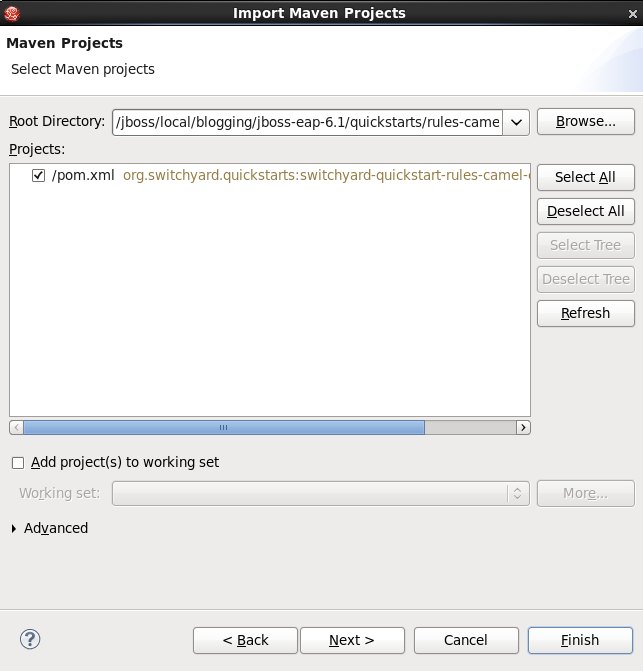 Import Maven Projects
Maven Projects
Select Maven projects
Root Directory: /jboss/local/blogging/jboss-eap-6.1/quickstarts/rules-came Browse...
Projects:
/pom.xml org.switchyard.quickstarts:switchyard-quickstart-rules-camel- Select All
Deselect All
Select Tree
Deselect Tree
Refresh
Add project(s) to working set
Working set: More...
Advanced
? < Back Next > Cancel Finish